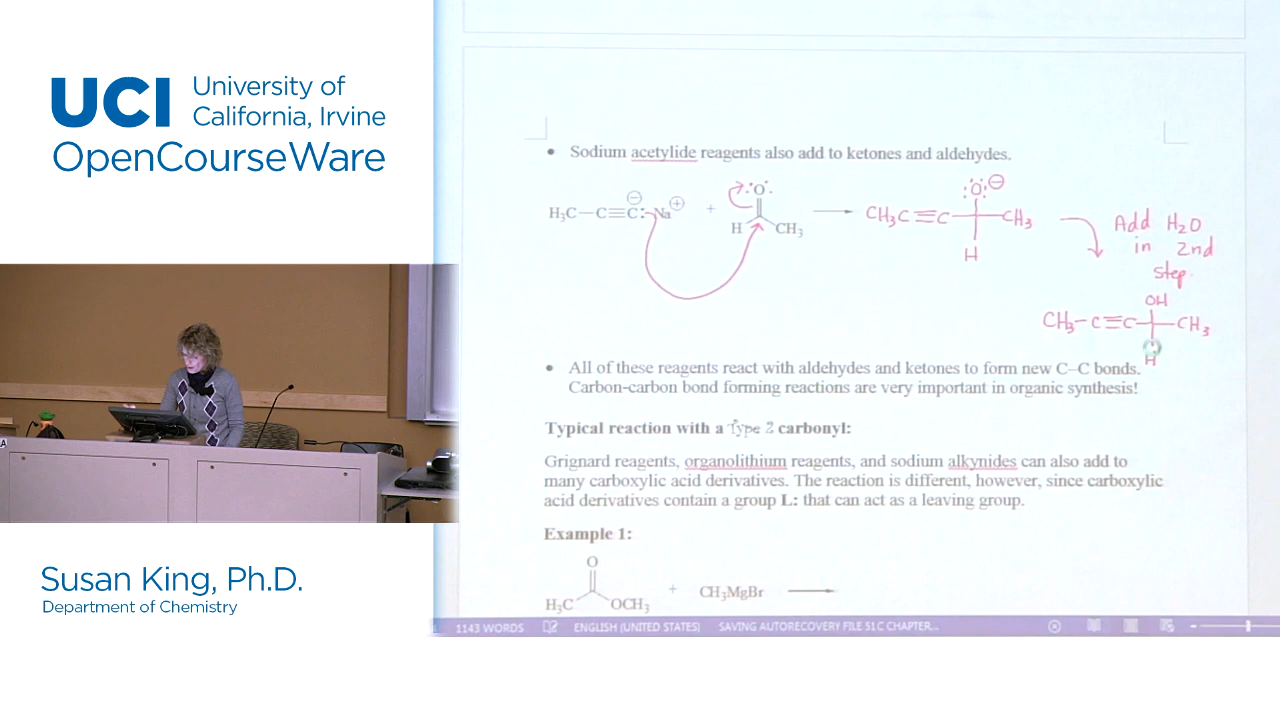 UCI University of
California, Irvine
OpenCourseWare
• Sodium acetylide reagents also add to ketones and aldehydes.
H₃C—C≡C:⊖ Na⊕ + O H CH₃ → CH₃C≡C :O:⊖ CH₃ H
Add H₂O
in 2nd
step.
OH
CH₃–C≡C CH₃
H
• All of these reagents react with aldehydes and ketones to form new C–C bonds.
Carbon-carbon bond forming reactions are very important in organic synthesis!
Typical reaction with a Type 2 carbonyl:
Grignard reagents, organolithium reagents, and sodium alkynides can also add to
many carboxylic acid derivatives. The reaction is different, however, since carboxylic
acid derivatives contain a group L: that can act as a leaving group.
Example 1:
O
H₃C OCH₃ + CH₃MgBr
1143 WORDS ENGLISH (UNITED STATES) SAVING AUTORECOVERY FILE 51C CHAPTER...
A
Susan King, Ph.D.
Department of Chemistry